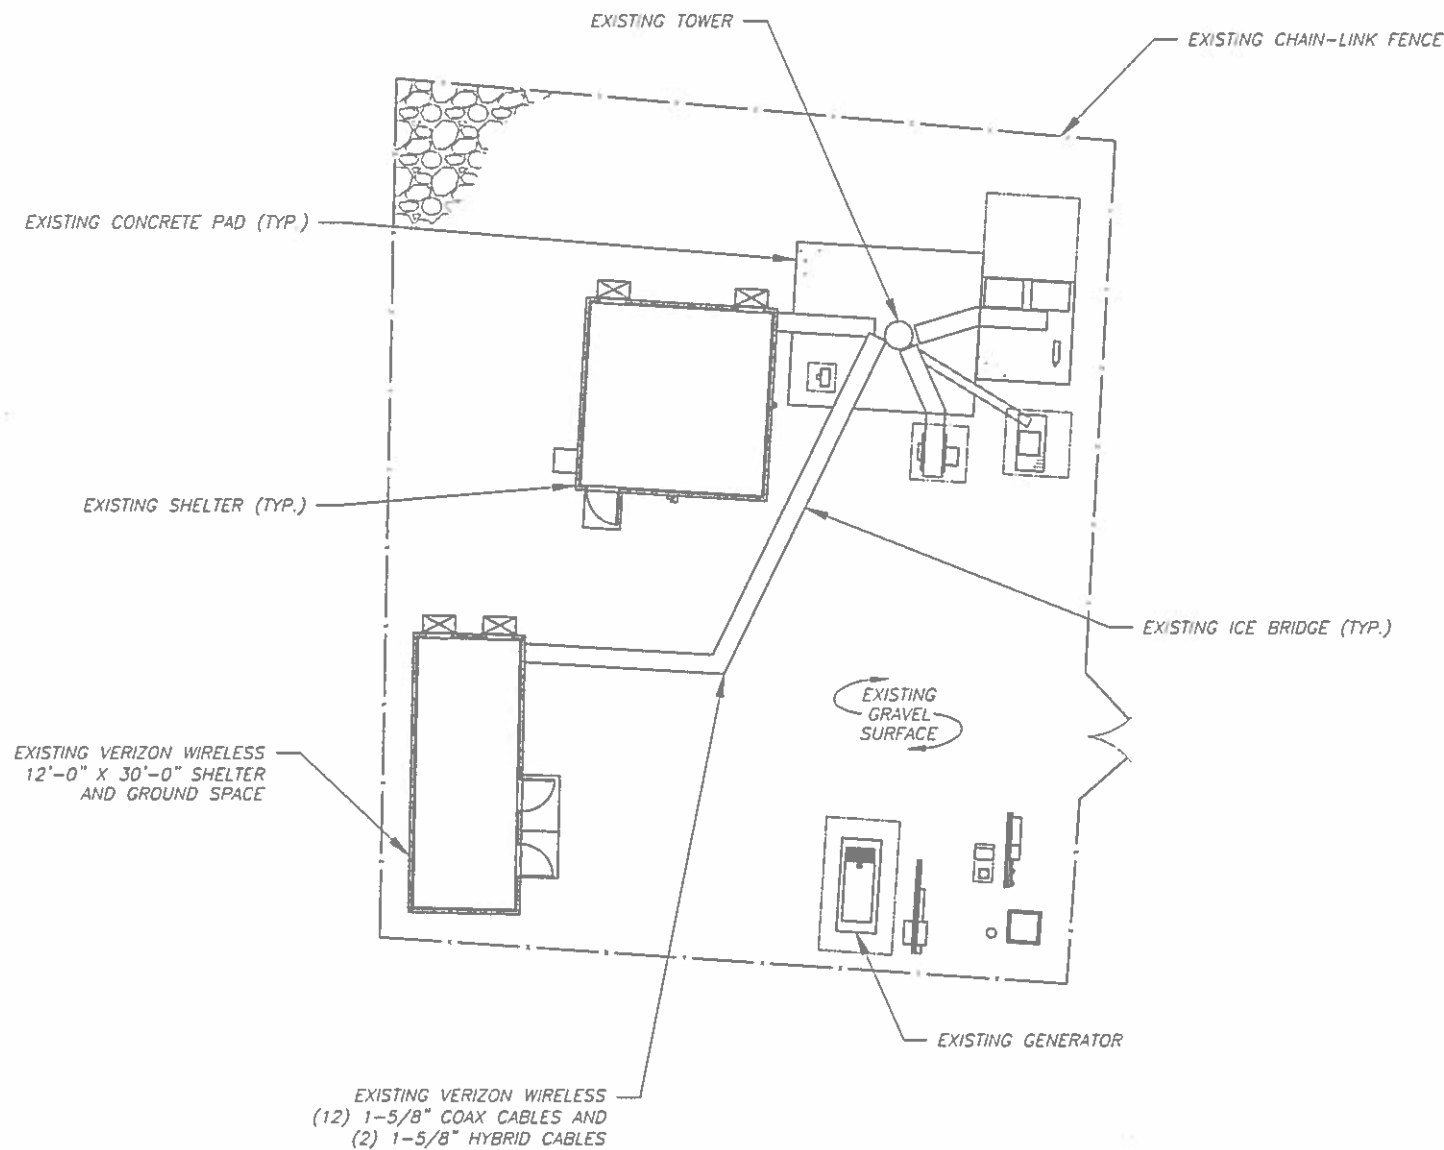 EXISTING TOWER
EXISTING CHAIN-LINK FENCE
EXISTING CONCRETE PAD (TYP.)
EXISTING SHELTER (TYP.)
EXISTING ICE BRIDGE (TYP.)
EXISTING
GRAVEL
SURFACE
EXISTING VERIZON WIRELESS
12'-0" X 30'-0" SHELTER
AND GROUND SPACE
EXISTING GENERATOR
EXISTING VERIZON WIRELESS
(12) 1-5/8" COAX CABLES AND
(2) 1-5/8" HYBRID CABLES